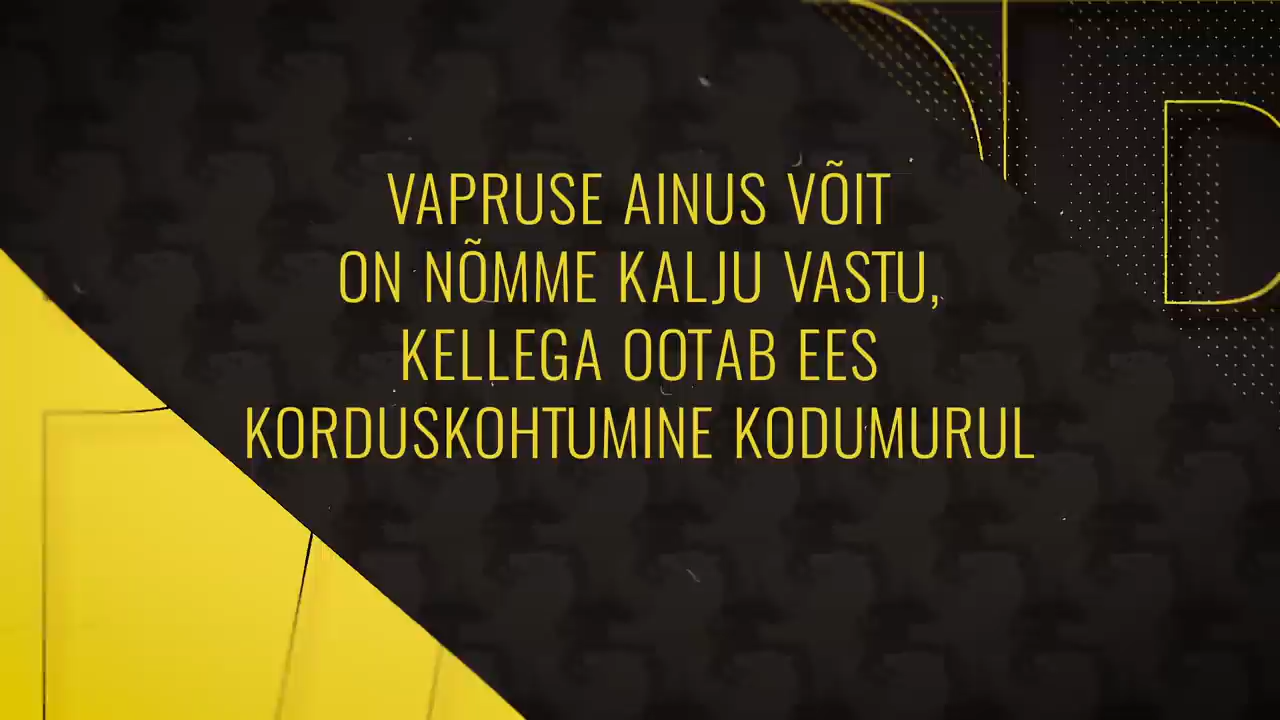 VAPRUSE AINUS VÕIT
ON NÕMME KALJU VASTU,
KELLEGA OOTAB EES
KORDUSKOHTUMINE KODUMURUL